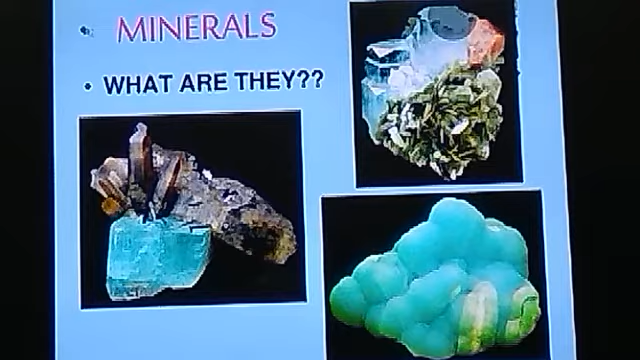 • MINERALS
• WHAT ARE THEY??